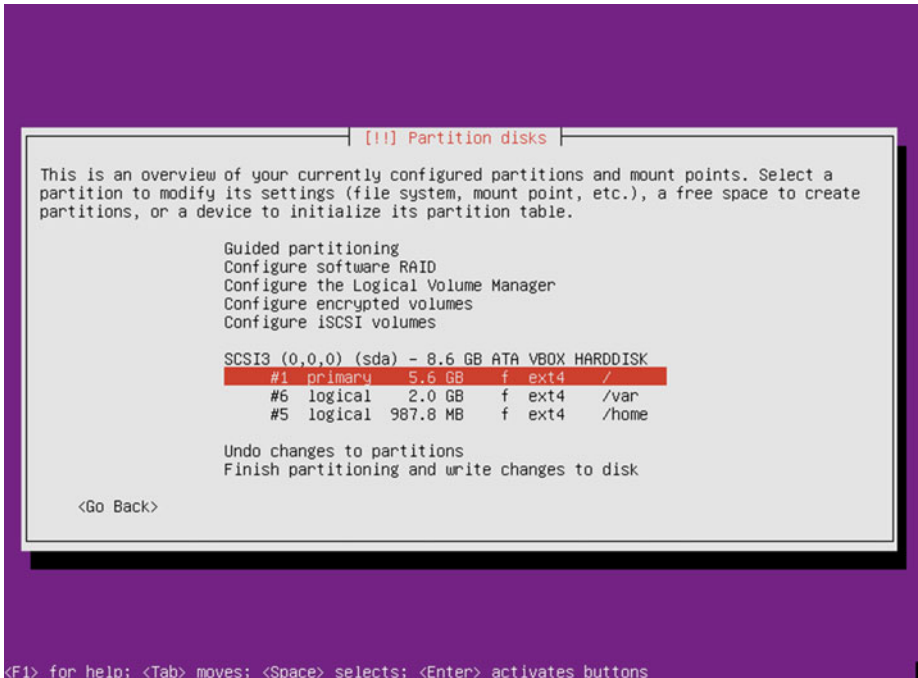 [!!] Partition disks
This is an overview of your currently configured partitions and mount points. Select a
partition to modify its settings (file system, mount point, etc.), a free space to create
partitions, or a device to initialize its partition table.
Guided partitioning
Configure software RAID
Configure the Logical Volume Manager
Configure encrypted volumes
Configure iSCSI volumes
SCSI3 (0,0,0) (sda) - 8.6 GB ATA VBOX HARDDISK
#1 primary 5.6 GB f ext4 /
#6 logical 2.0 GB f ext4 /var
#5 logical 987.8 MB f ext4 /home
Undo changes to partitions
Finish partitioning and write changes to disk
<Go Back>
<F1> for help; <Tab> moves; <Space> selects; <Enter> activates buttons